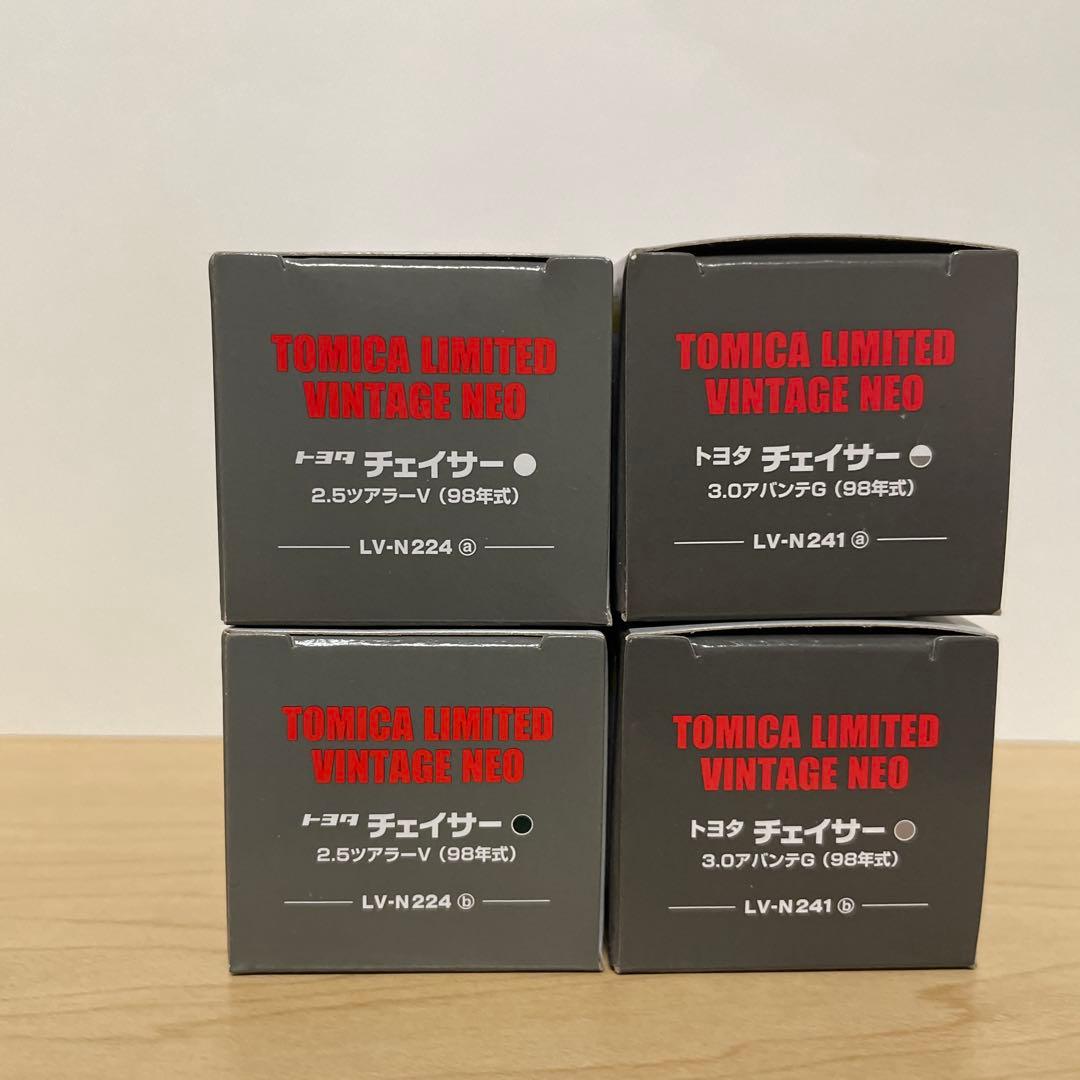 TOMICA LIMITED
VINTAGE NEO
トヨタ チェイサー
2.5ツアラーV（98年式）
LV-N224 ⓐ
TOMICA LIMITED
VINTAGE NEO
トヨタ チェイサー
3.0アバンテG（98年式）
LV-N241 ⓐ
TOMICA LIMITED
VINTAGE NEO
トヨタ チェイサー
2.5ツアラーV（98年式）
LV-N224 ⓑ
TOMICA LIMITED
VINTAGE NEO
トヨタ チェイサー
3.0アバンテG（98年式）
LV-N241 ⓑ